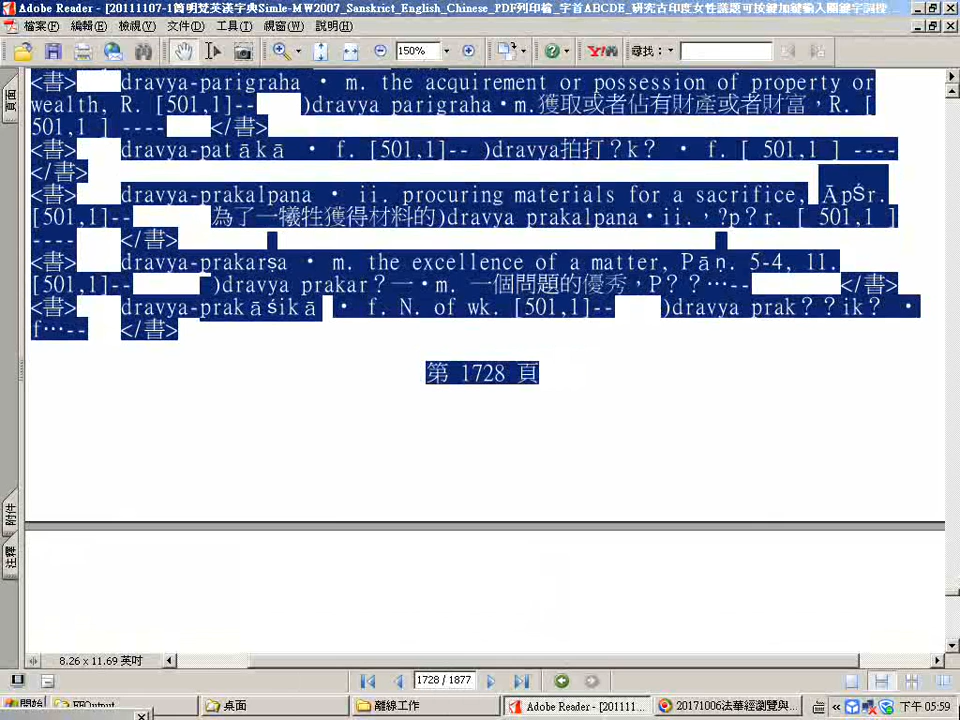 Adobe Reader - [20111107-1簡明梵英漢字典Simle-MW2007_Sanskrict_English_Chinese_PDF列印檔_字首ABCDE_研究古印度女性議題可按鍵加鍵輸入關鍵字詞搜
檔案(F) 編輯(E) 檢視(V) 文件(D) 工具(T) 視窗(W) 說明(H)
150% 尋找:
頁面
<書> dravya-parigraha • m. the acquirement or possession of property or
wealth, R. [501,1]-- )dravya parigraha•m.獲取或者佔有財產或者財富,R. [
501,1 ] ---- </書>
<書> dravya-patākā • f. [501,1]-- )dravya拍打?k? • f. [ 501,1 ] ----
</書>
<書> dravya-prakalpana • ii. procuring materials for a sacrifice, ĀpŚr.
[501,1]-- 為了一犧牲獲得材料的)dravya prakalpana•ii.,?p?r. [ 501,1 ]
---- </書>
<書> dravya-prakarṣa • m. the excellence of a matter, Pāṇ. 5-4, 11.
[501,1]-- )dravya prakar?一•m. 一個問題的優秀,P??…-- </書>
<書> dravya-prakāśikā • f. N. of wk. [501,1]-- )dravya prak??ik? •
f…-- </書>
第 1728 頁
附件
注釋
8.26 x 11.69 英吋
1728 / 1877
開始 FFOutput 桌面 離線工作 Adobe Reader - [201111... 20171006法華經瀏覽與... 下午 05:59